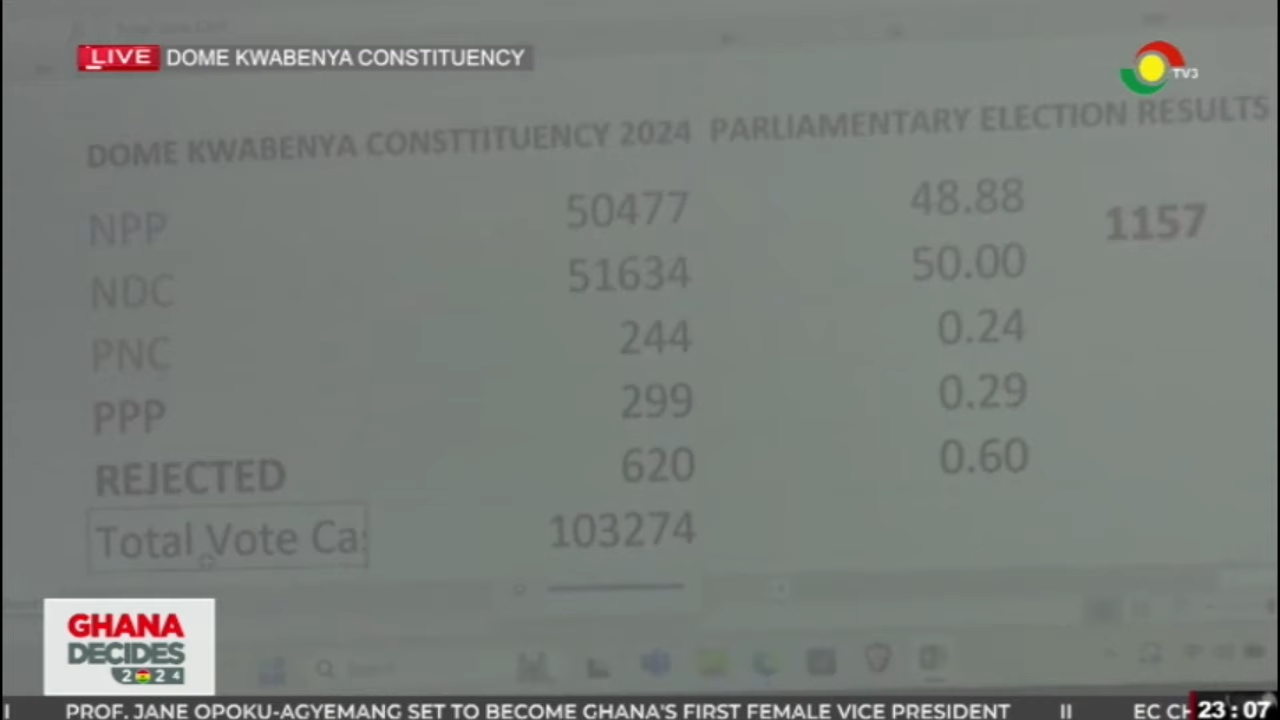 LIVE DOME KWABENYA CONSTITUENCY
TV3
DOME KWABENYA CONSTTITUENCY 2024 PARLIAMENTARY ELECTION RESULTS
NPP 50477 48.88 1157
NDC 51634 50.00
PNC 244 0.24
PPP 299 0.29
REJECTED 620 0.60
Total Vote Ca
103274
GHANA
DECIDES
2024
Search
PROF. JANE OPOKU-AGYEMANG SET TO BECOME GHANA'S FIRST FEMALE VICE PRESIDENT II EC CH
23:07